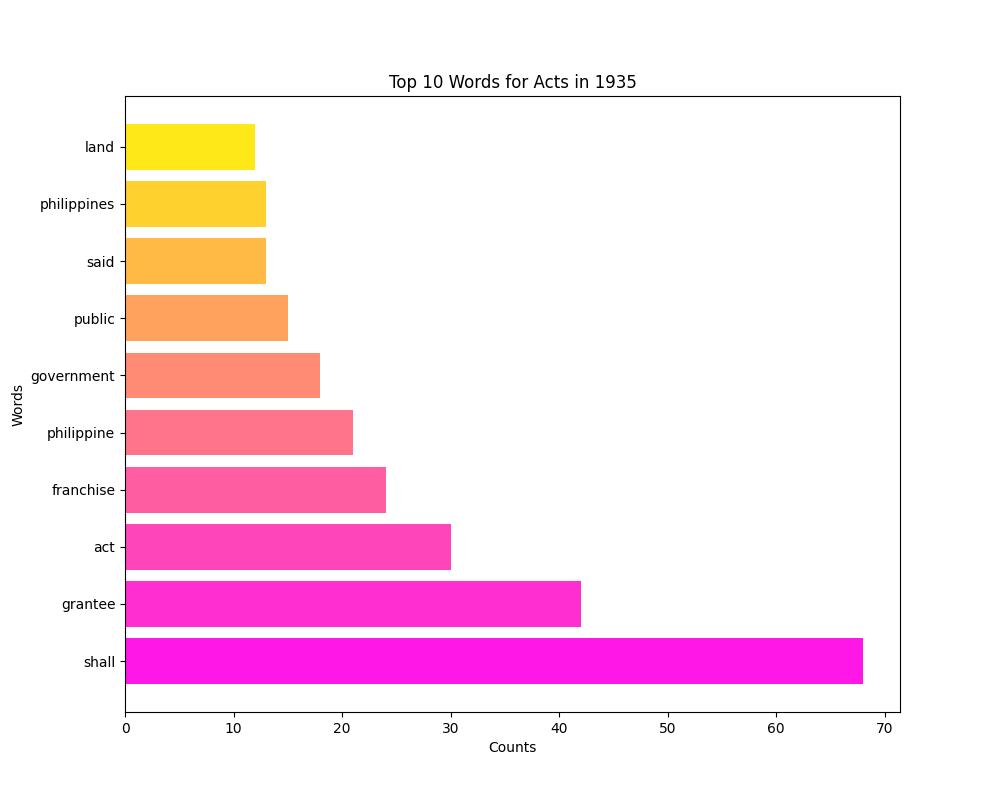 Top 10 Words for Acts in 1935
land
philippines
said
public
government
philippine
franchise
act
grantee
shall
Words
0 10 20 30 40 50 60 70
Counts